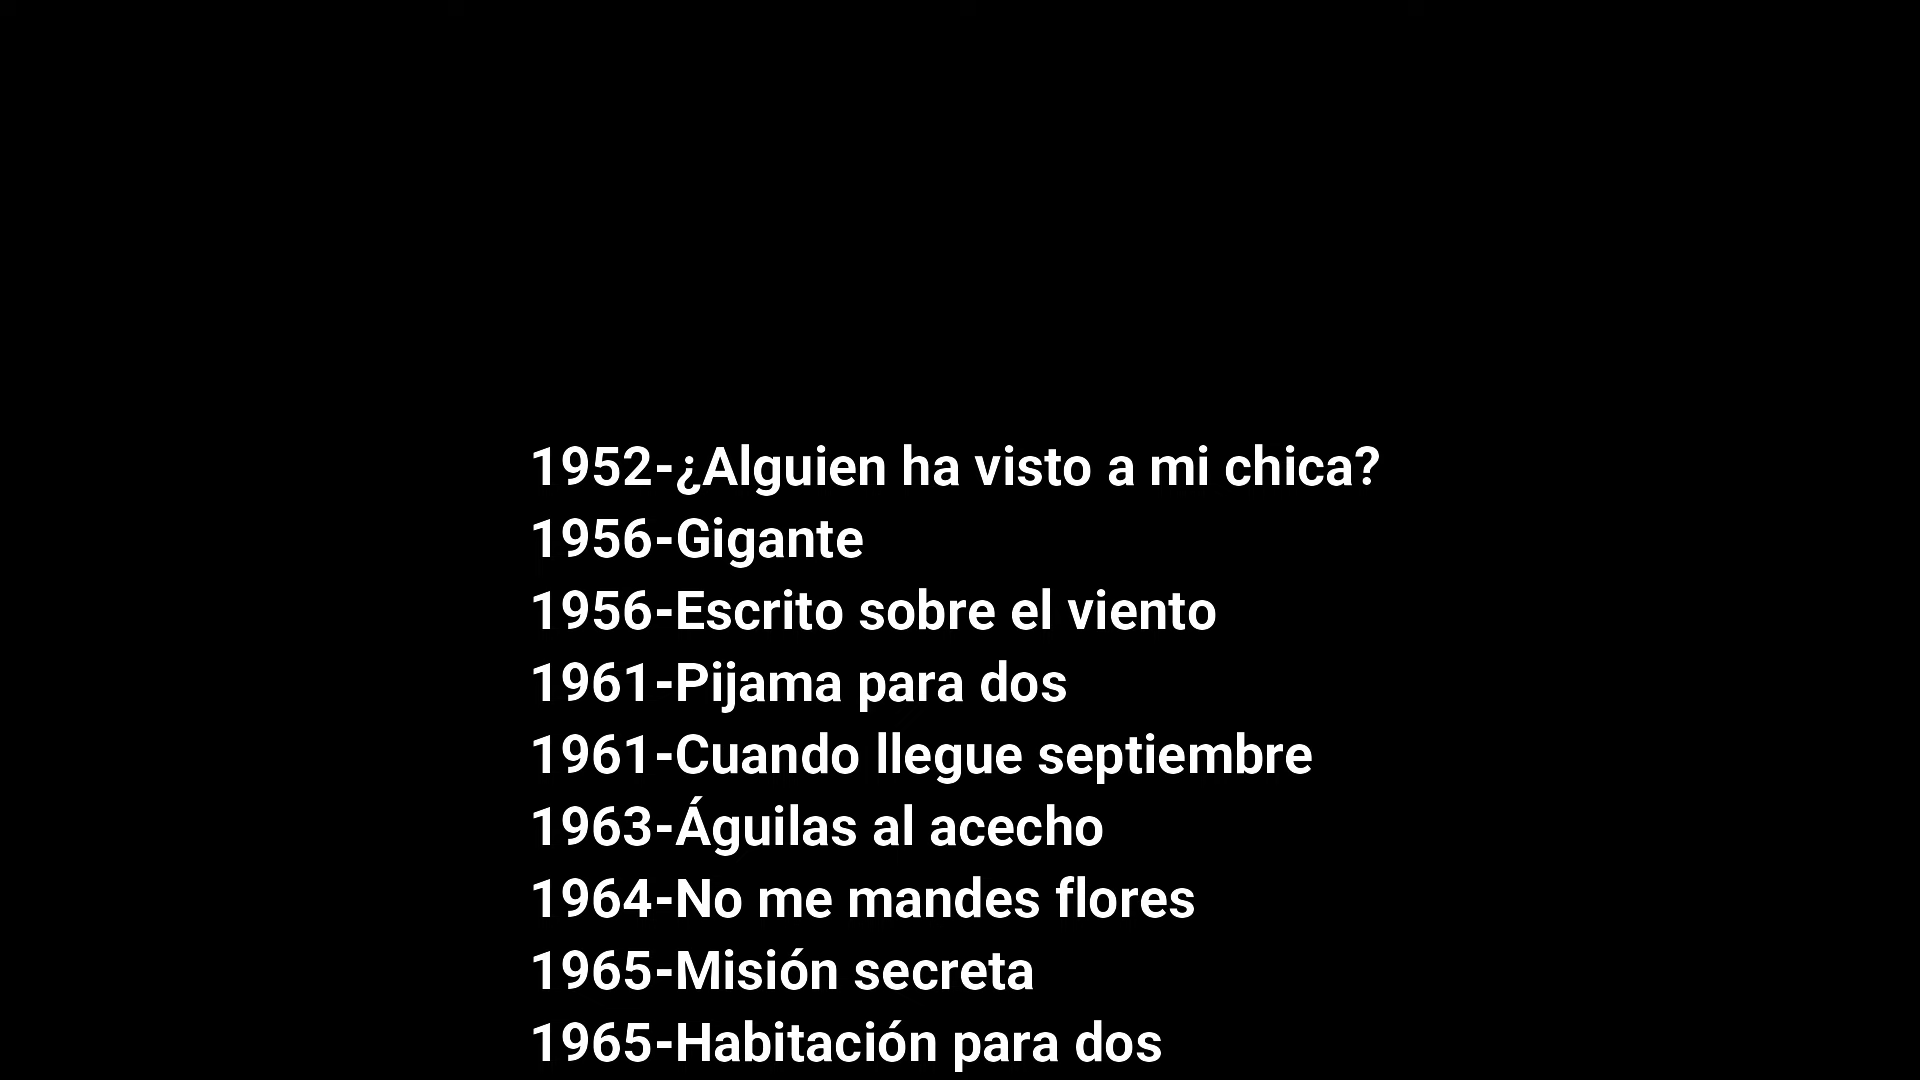 1952-¿Alguien ha visto a mi chica?
1956-Gigante
1956-Escrito sobre el viento
1961-Pijama para dos
1961-Cuando llegue septiembre
1963-Águilas al acecho
1964-No me mandes flores
1965-Misión secreta
1965-Habitación para dos